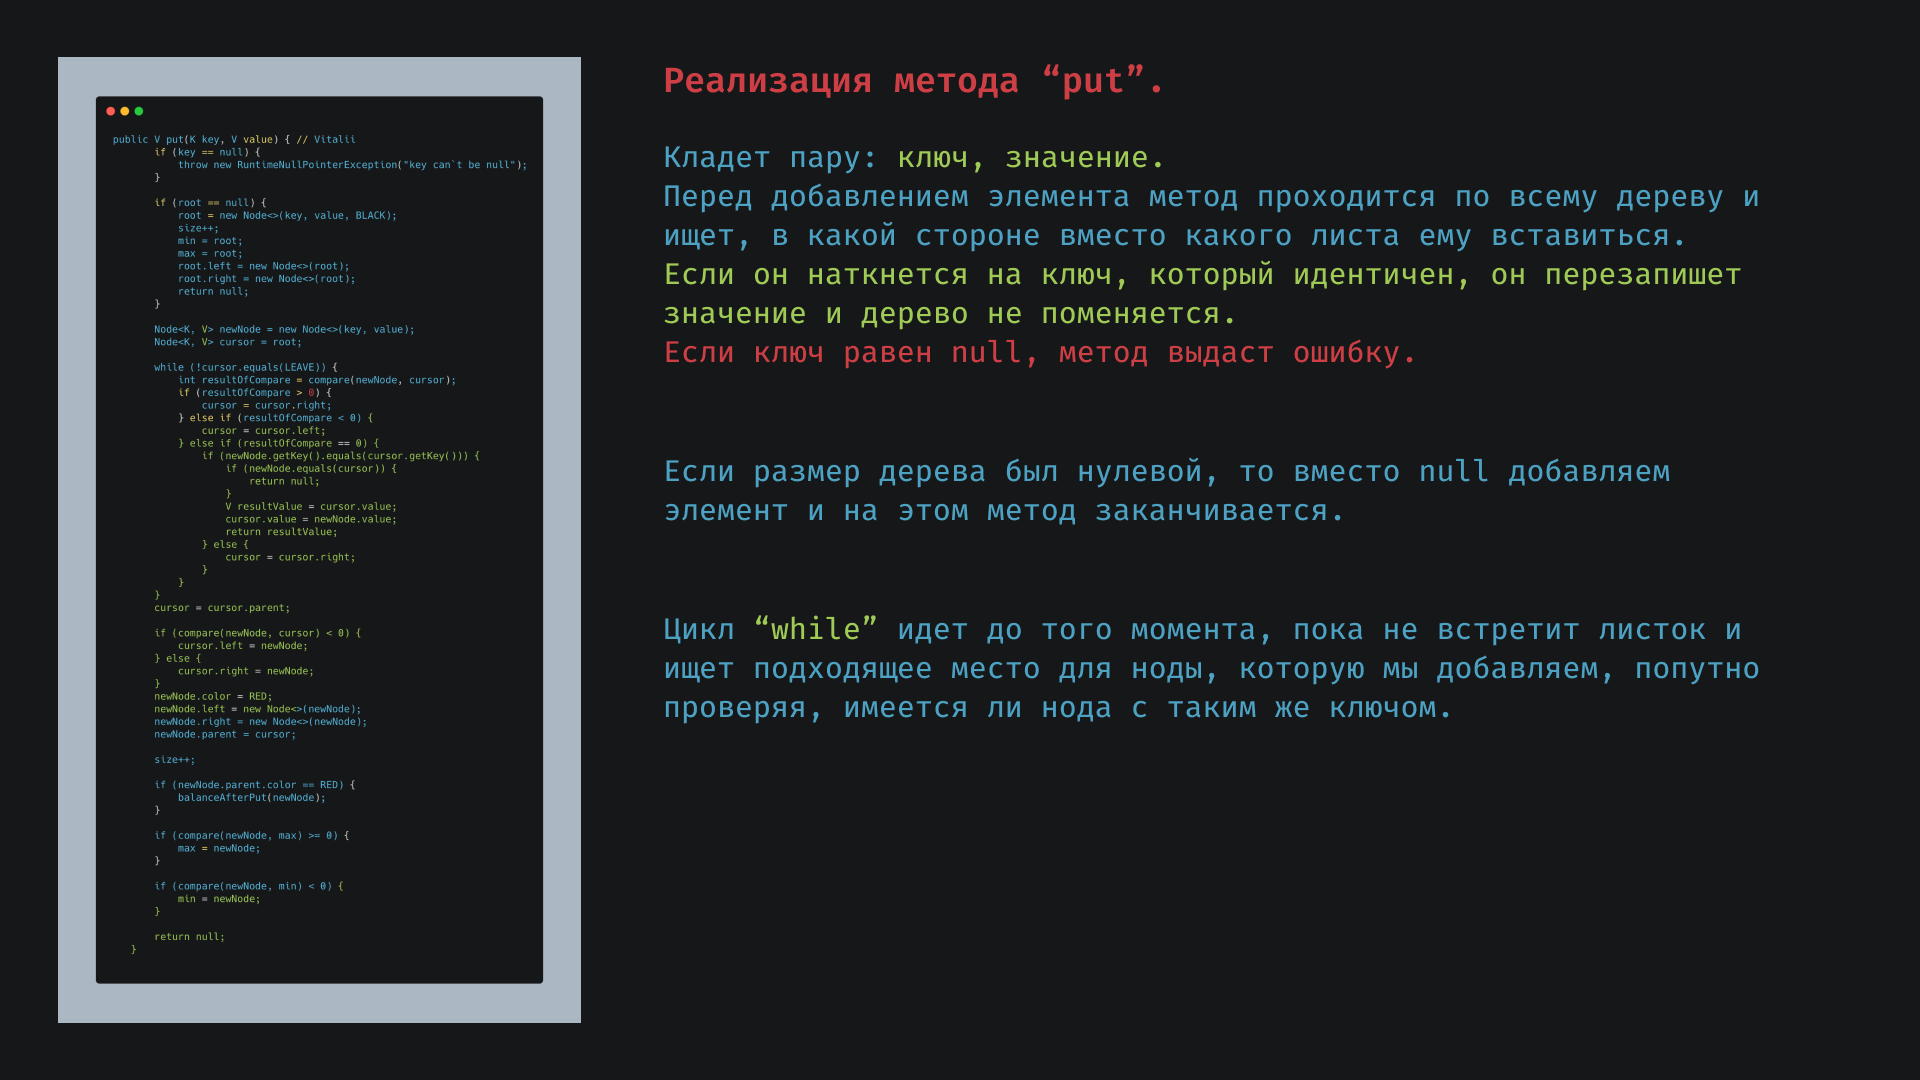 public V put(K key, V value) { // Vitalii
if (key == null) {
throw new RuntimeNullPointerException("key can`t be null");
}
if (root == null) {
root = new Node<>(key, value, BLACK);
size++;
min = root;
max = root;
root.left = new Node<>(root);
root.right = new Node<>(root);
return null;
}
Node<K, V> newNode = new Node<>(key, value);
Node<K, V> cursor = root;
while (!cursor.equals(LEAVE)) {
int resultOfCompare = compare(newNode, cursor);
if (resultOfCompare > 0) {
cursor = cursor.right;
} else if (resultOfCompare < 0) {
cursor = cursor.left;
} else if (resultOfCompare == 0) {
if (newNode.getKey().equals(cursor.getKey())) {
if (newNode.equals(cursor)) {
return null;
}
V resultValue = cursor.value;
cursor.value = newNode.value;
return resultValue;
} else {
cursor = cursor.right;
}
}
}
cursor = cursor.parent;
if (compare(newNode, cursor) < 0) {
cursor.left = newNode;
} else {
cursor.right = newNode;
}
newNode.color = RED;
newNode.left = new Node<>(newNode);
newNode.right = new Node<>(newNode);
newNode.parent = cursor;
size++;
if (newNode.parent.color == RED) {
balanceAfterPut(newNode);
}
if (compare(newNode, max) >= 0) {
max = newNode;
}
if (compare(newNode, min) < 0) {
min = newNode;
}
return null;
}
Реализация метода “put”.
Кладет пару: ключ, значение.
Перед добавлением элемента метод проходится по всему дереву и
ищет, в какой стороне вместо какого листа ему вставиться.
Если он наткнется на ключ, который идентичен, он перезапишет
значение и дерево не поменяется.
Если ключ равен null, метод выдаст ошибку.
Если размер дерева был нулевой, то вместо null добавляем
элемент и на этом метод заканчивается.
Цикл “while” идет до того момента, пока не встретит листок и
ищет подходящее место для ноды, которую мы добавляем, попутно
проверяя, имеется ли нода с таким же ключом.